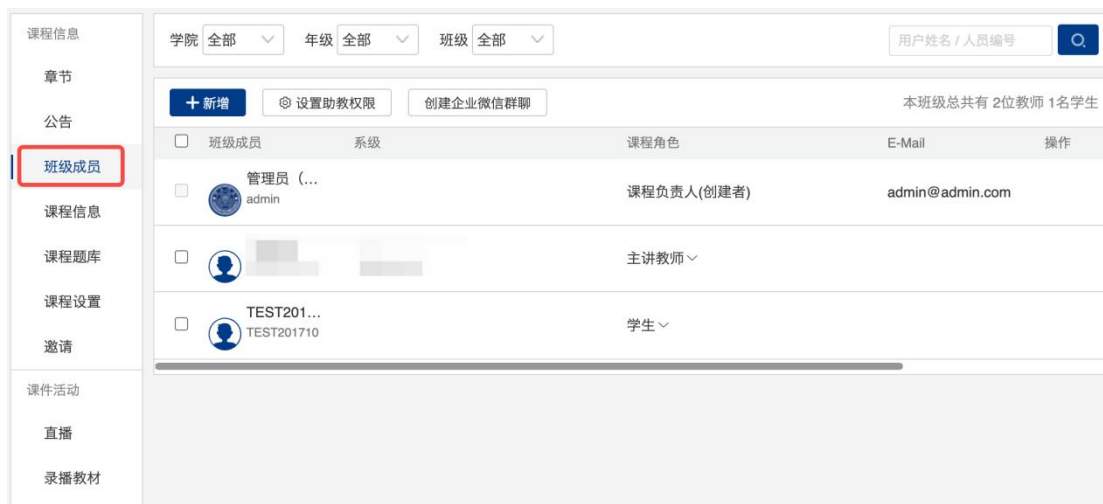 课程信息
章节
公告
班级成员
课程信息
课程题库
课程设置
邀请
课件活动
直播
录播教材
学院 全部 年级 全部 班级 全部 用户姓名 / 人员编号
新增 设置助教权限 创建企业微信群聊 本班级总共有 2位教师 1名学生
班级成员 系级 课程角色 E-Mail 操作
管理员（...
admin
课程负责人(创建者) admin@admin.com
主讲教师
TEST201...
TEST201710
学生